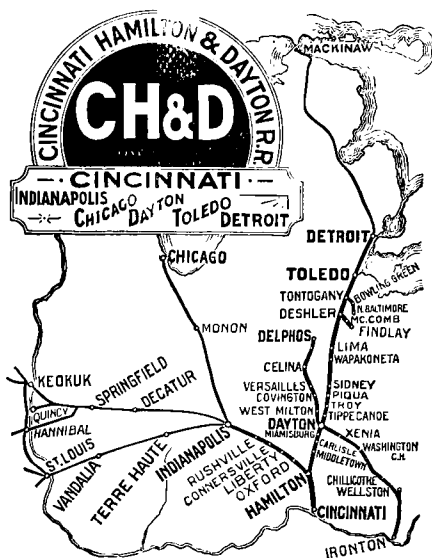 CINCINNATI HAMILTON & DAYTON R.R.
CH&D
CINCINNATI
INDIANAPOLIS
CHICAGO DAYTON TOLEDO DETROIT
MACKINAW
DETROIT
CHICAGO
TOLEDO
BOWLING GREEN
TONTOGANY
N. BALTIMORE
DESHLER
MC. COMB
FINDLAY
MONON
DELPHOS
LIMA
WAPAKONETA
CELINA
KEOKUK
SPRINGFIELD
DECATUR
VERSAILLES
COVINGTON
WEST MILTON
SIDNEY
PIQUA
TROY
TIPPECANOE
QUINCY
HANNIBAL
DAYTON
MIAMISBURG
XENIA
WASHINGTON
C.H.
CARLISLE
MIDDLETOWN
ST. LOUIS
VANDALIA
TERRE HAUTE
INDIANAPOLIS
RUSHVILLE
CONNERSVILLE
LIBERTY
OXFORD
HAMILTON
CHILLICOTHE
WELLSTON
CINCINNATI
IRONTON